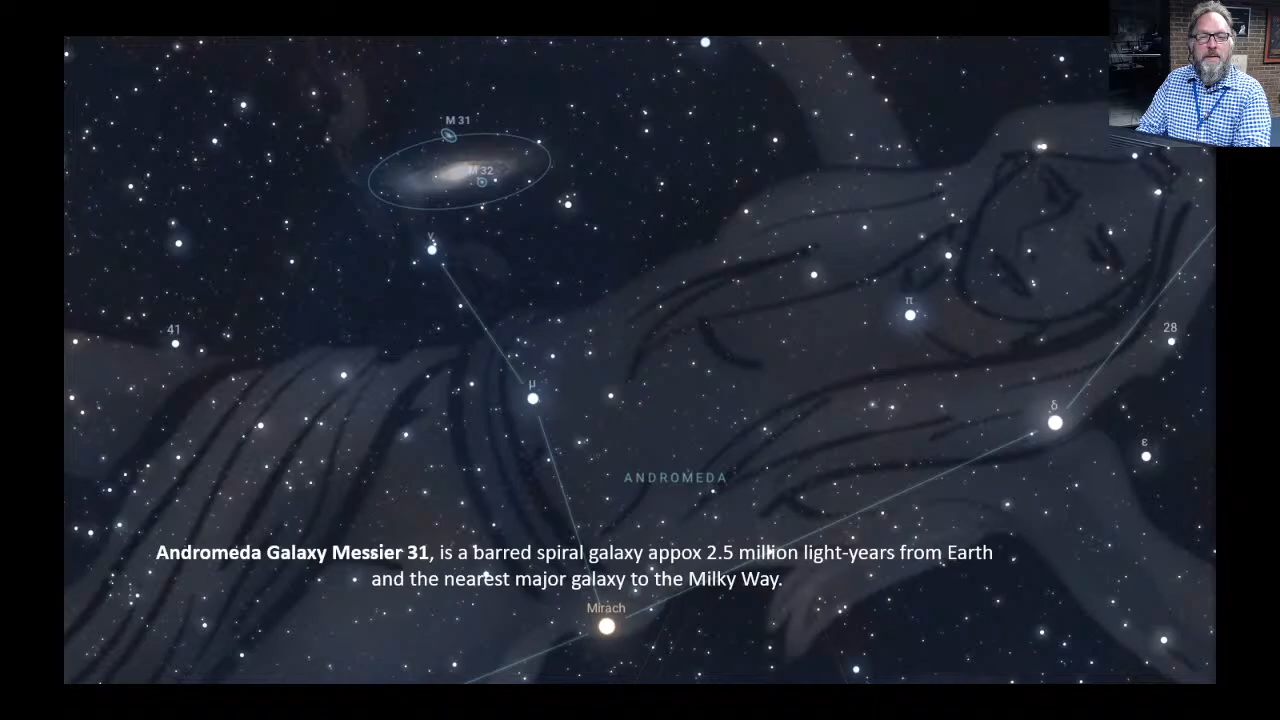 M 31
M 32
ν
41
π
28
μ
δ
ε
ANDROMEDA
Andromeda Galaxy Messier 31, is a barred spiral galaxy appox 2.5 million light-years from Earth
and the nearest major galaxy to the Milky Way.
Mirach